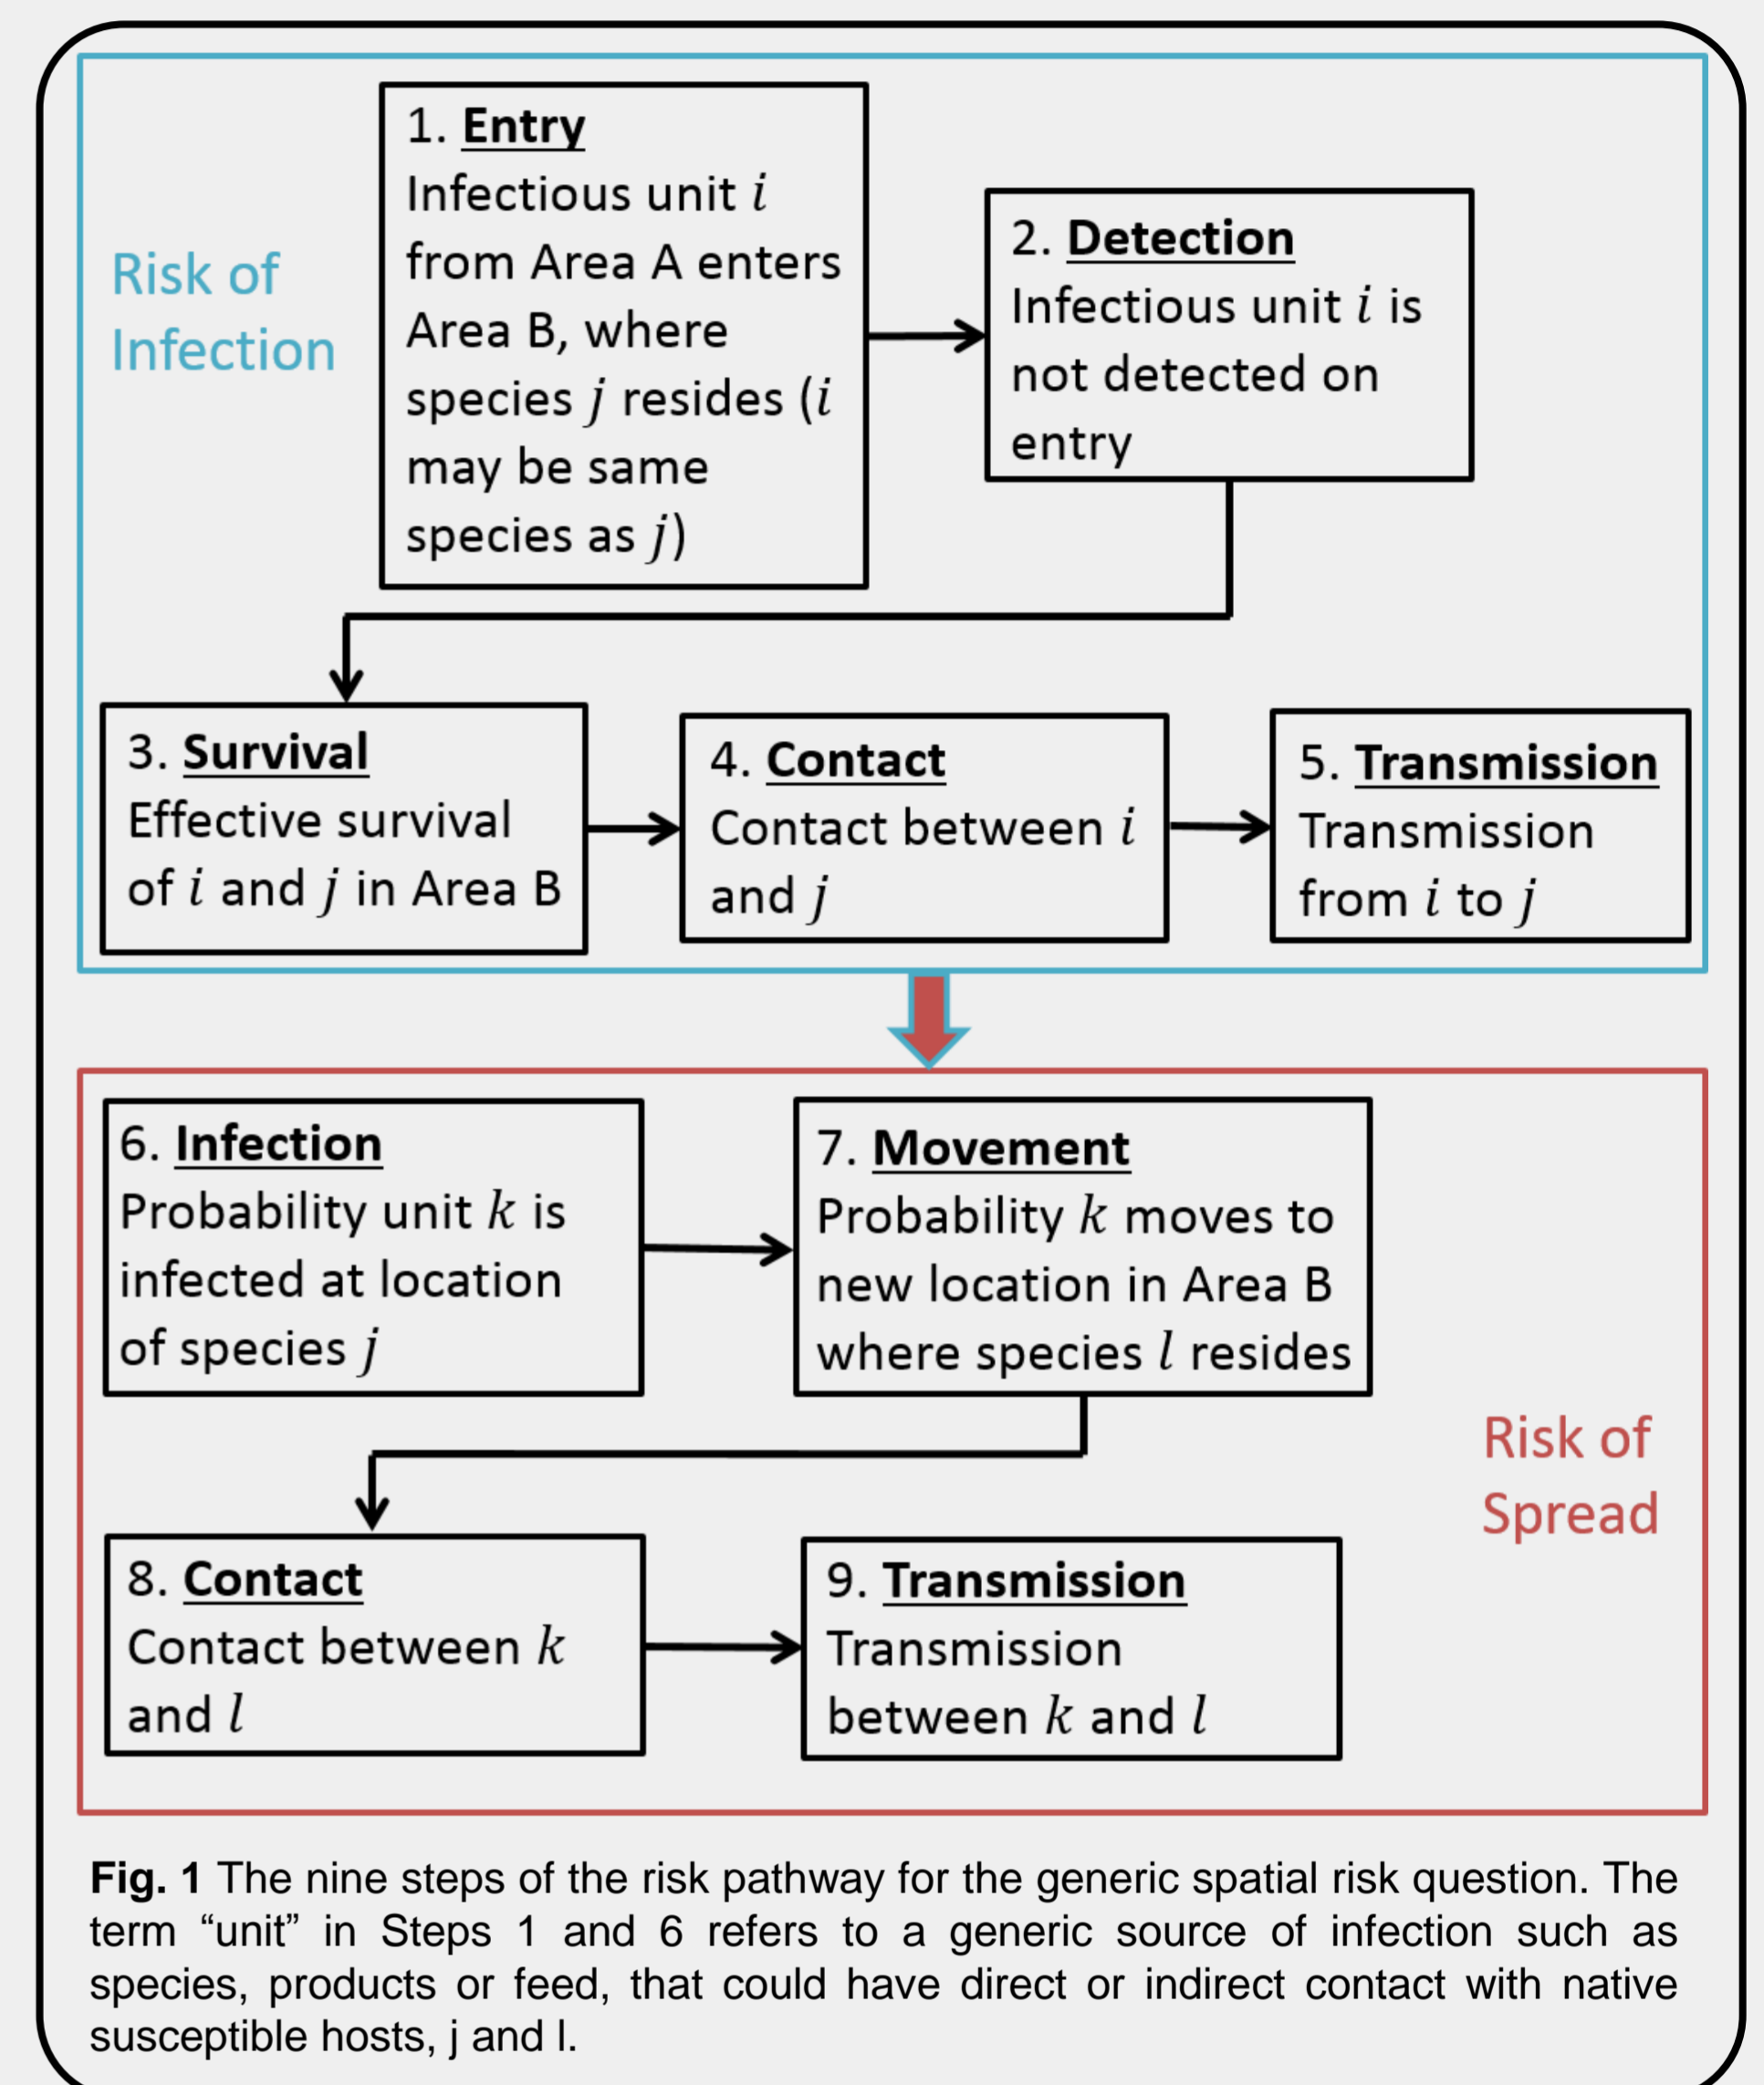 Risk of
Infection
1. Entry
Infectious unit i
from Area A enters
Area B, where
species j resides (i
may be same
species as j)
2. Detection
Infectious unit i is
not detected on
entry
3. Survival
Effective survival
of i and j in Area B
4. Contact
Contact between i
and j
5. Transmission
Transmission
from i to j
6. Infection
Probability unit k is
infected at location
of species j
7. Movement
Probability k moves to
new location in Area B
where species l resides
Risk of
Spread
8. Contact
Contact between k
and l
9. Transmission
Transmission
between k and l
Fig. 1 The nine steps of the risk pathway for the generic spatial risk question. The
term “unit” in Steps 1 and 6 refers to a generic source of infection such as
species, products or feed, that could have direct or indirect contact with native
susceptible hosts, j and l.